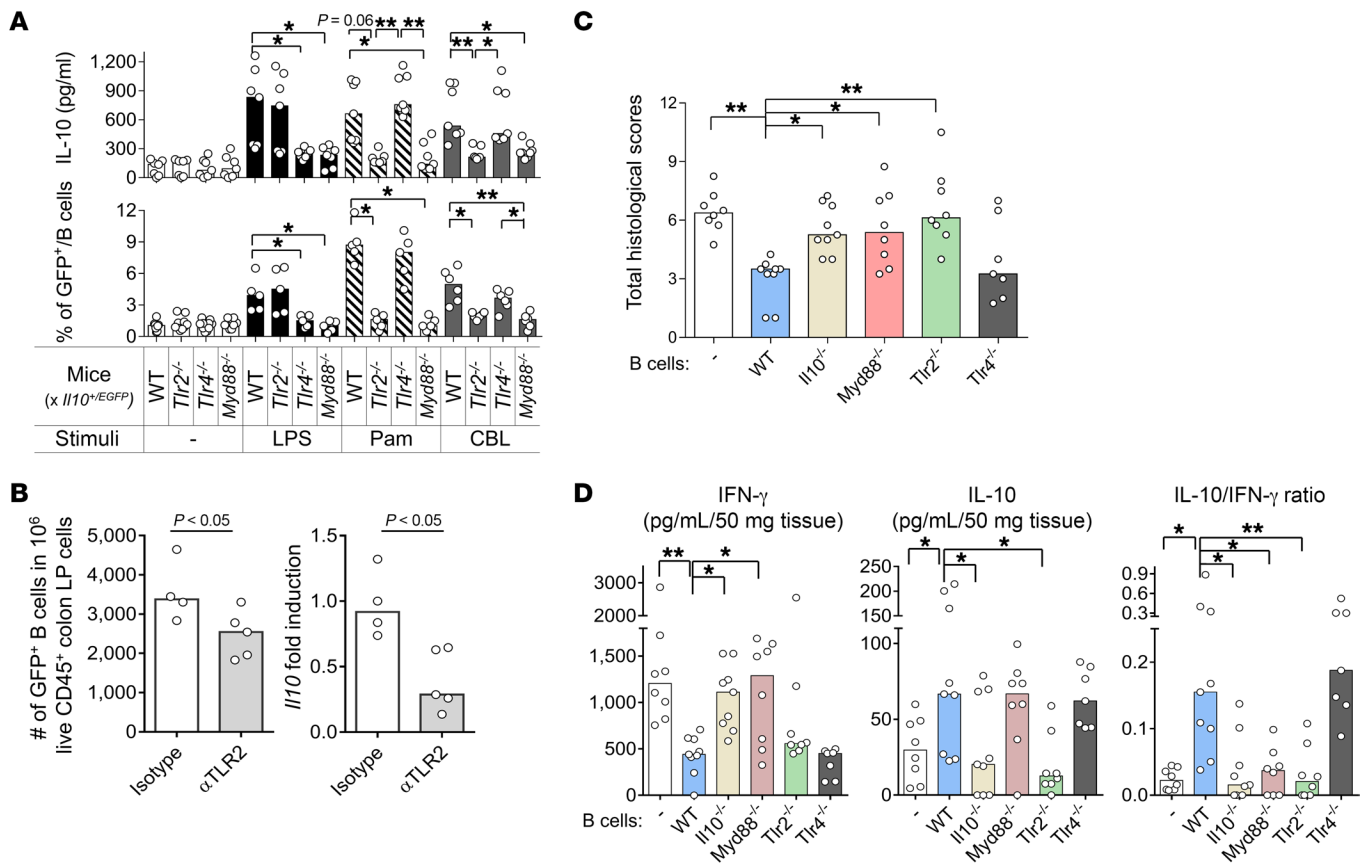 A
IL-10 (pg/ml)
1,200
900
600
300
0
P = 0.06
*
*
*
**
**
*
**
*
*
% of GFP+/B cells
12
9
6
3
0
*
*
*
*
**
*
*
Mice
(x Il10+/EGFP)
WT
Tlr2-/-
Tlr4-/-
Myd88-/-
WT
Tlr2-/-
Tlr4-/-
Myd88-/-
WT
Tlr2-/-
Tlr4-/-
Myd88-/-
WT
Tlr2-/-
Tlr4-/-
Myd88-/-
Stimuli - LPS Pam CBL
B
# of GFP+ B cells in 10⁶
live CD45+ colon LP cells
5,000
4,000
3,000
2,000
1,000
0
P < 0.05
Isotype
αTLR2
Il10 fold induction
1.5
1.0
0.5
0.0
P < 0.05
Isotype
αTLR2
C
Total histological scores
12
9
6
3
0
**
**
*
*
B cells: - WT Il10-/- Myd88-/- Tlr2-/- Tlr4-/-
D
IFN-γ
(pg/mL/50 mg tissue)
3000
2000
1,500
1,000
500
0
**
*
*
B cells: - WT Il10-/- Myd88-/- Tlr2-/- Tlr4-/-
IL-10
(pg/mL/50 mg tissue)
250
200
150
100
50
0
*
*
*
- WT Il10-/- Myd88-/- Tlr2-/- Tlr4-/-
IL-10/IFN-γ ratio
0.9
0.6
0.3
0.2
0.1
0.0
*
**
*
*
- WT Il10-/- Myd88-/- Tlr2-/- Tlr4-/-